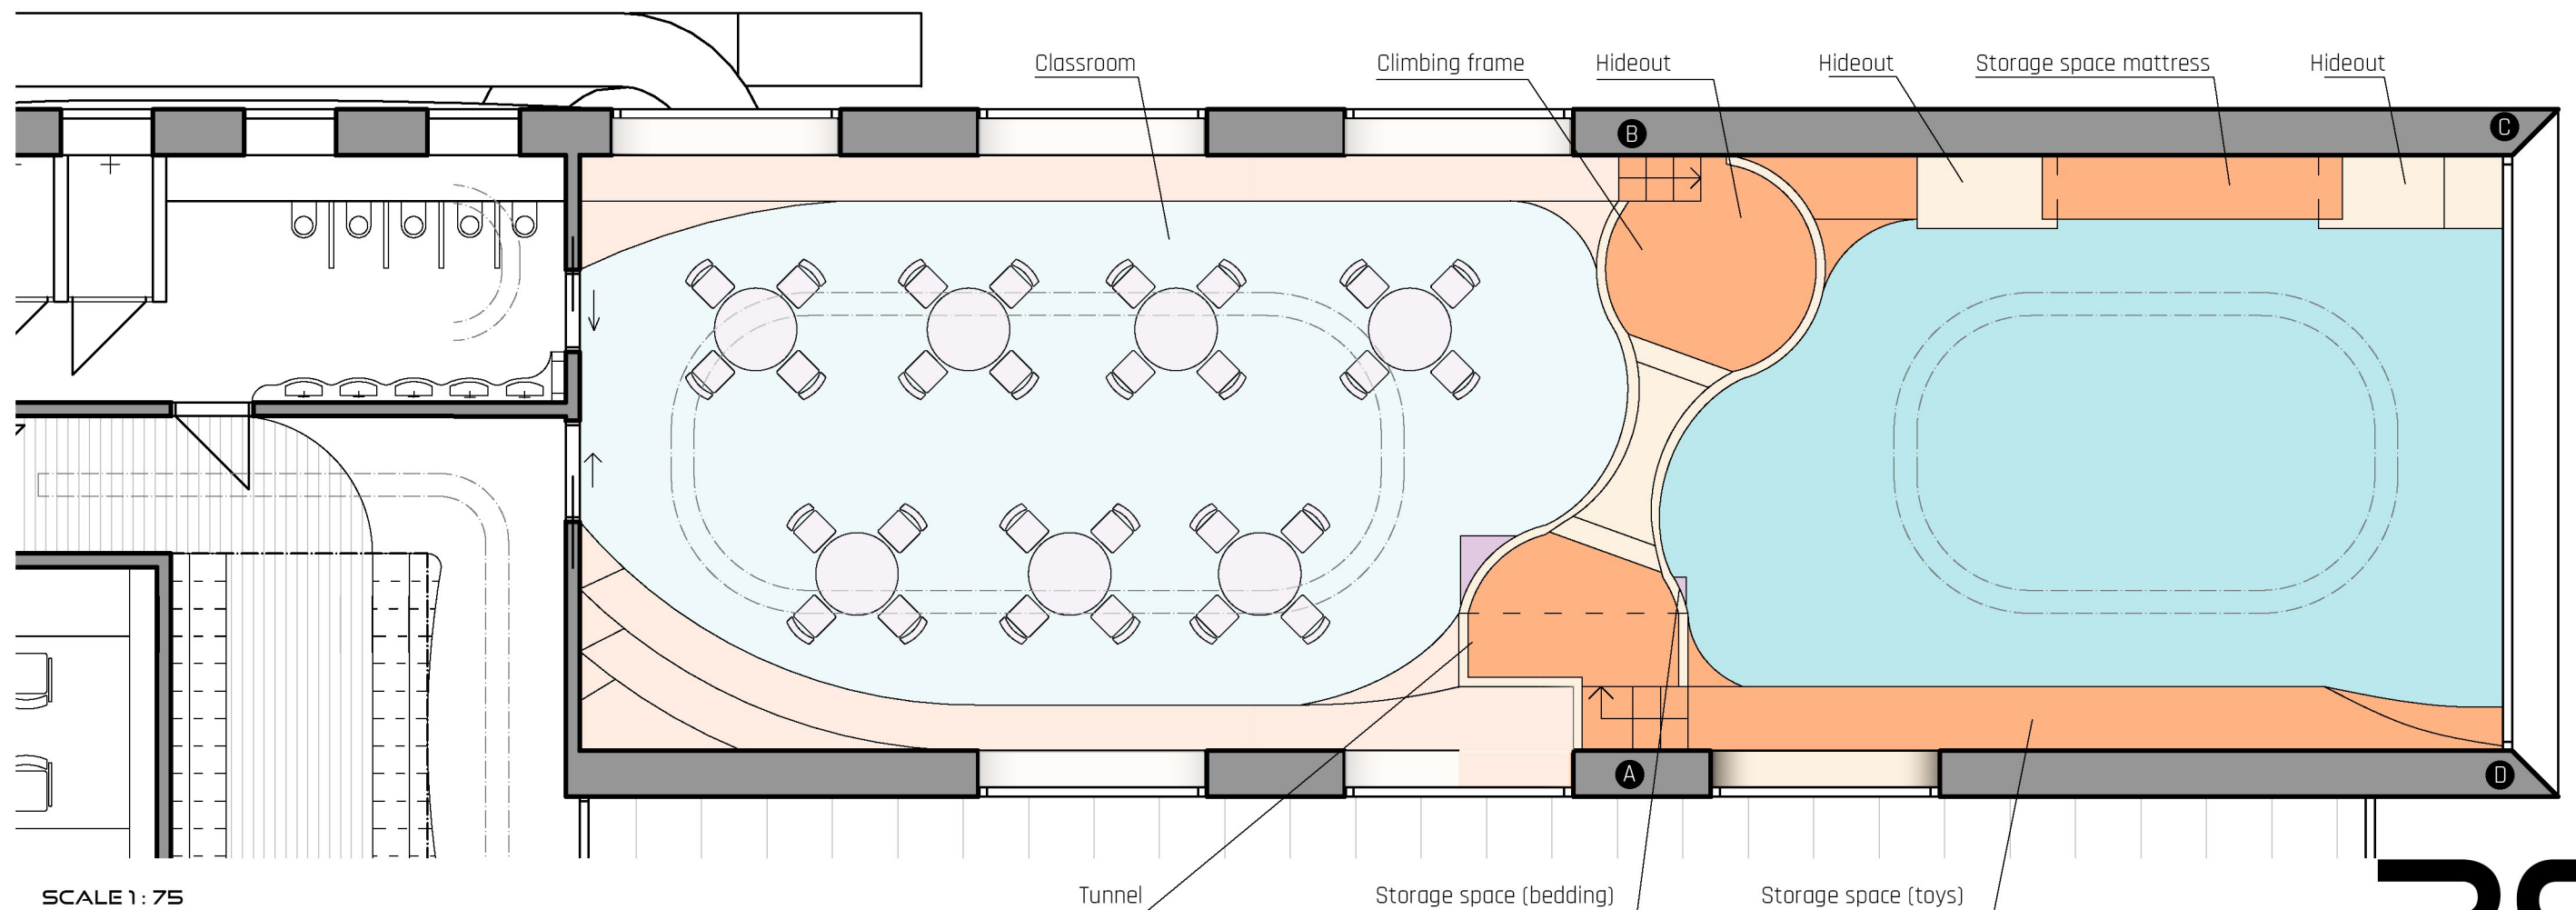 Classroom
Climbing frame
Hideout
Hideout
Storage space mattress
Hideout
B
C
A
D
SCALE 1 : 75
Tunnel
Storage space (bedding)
Storage space (toys)